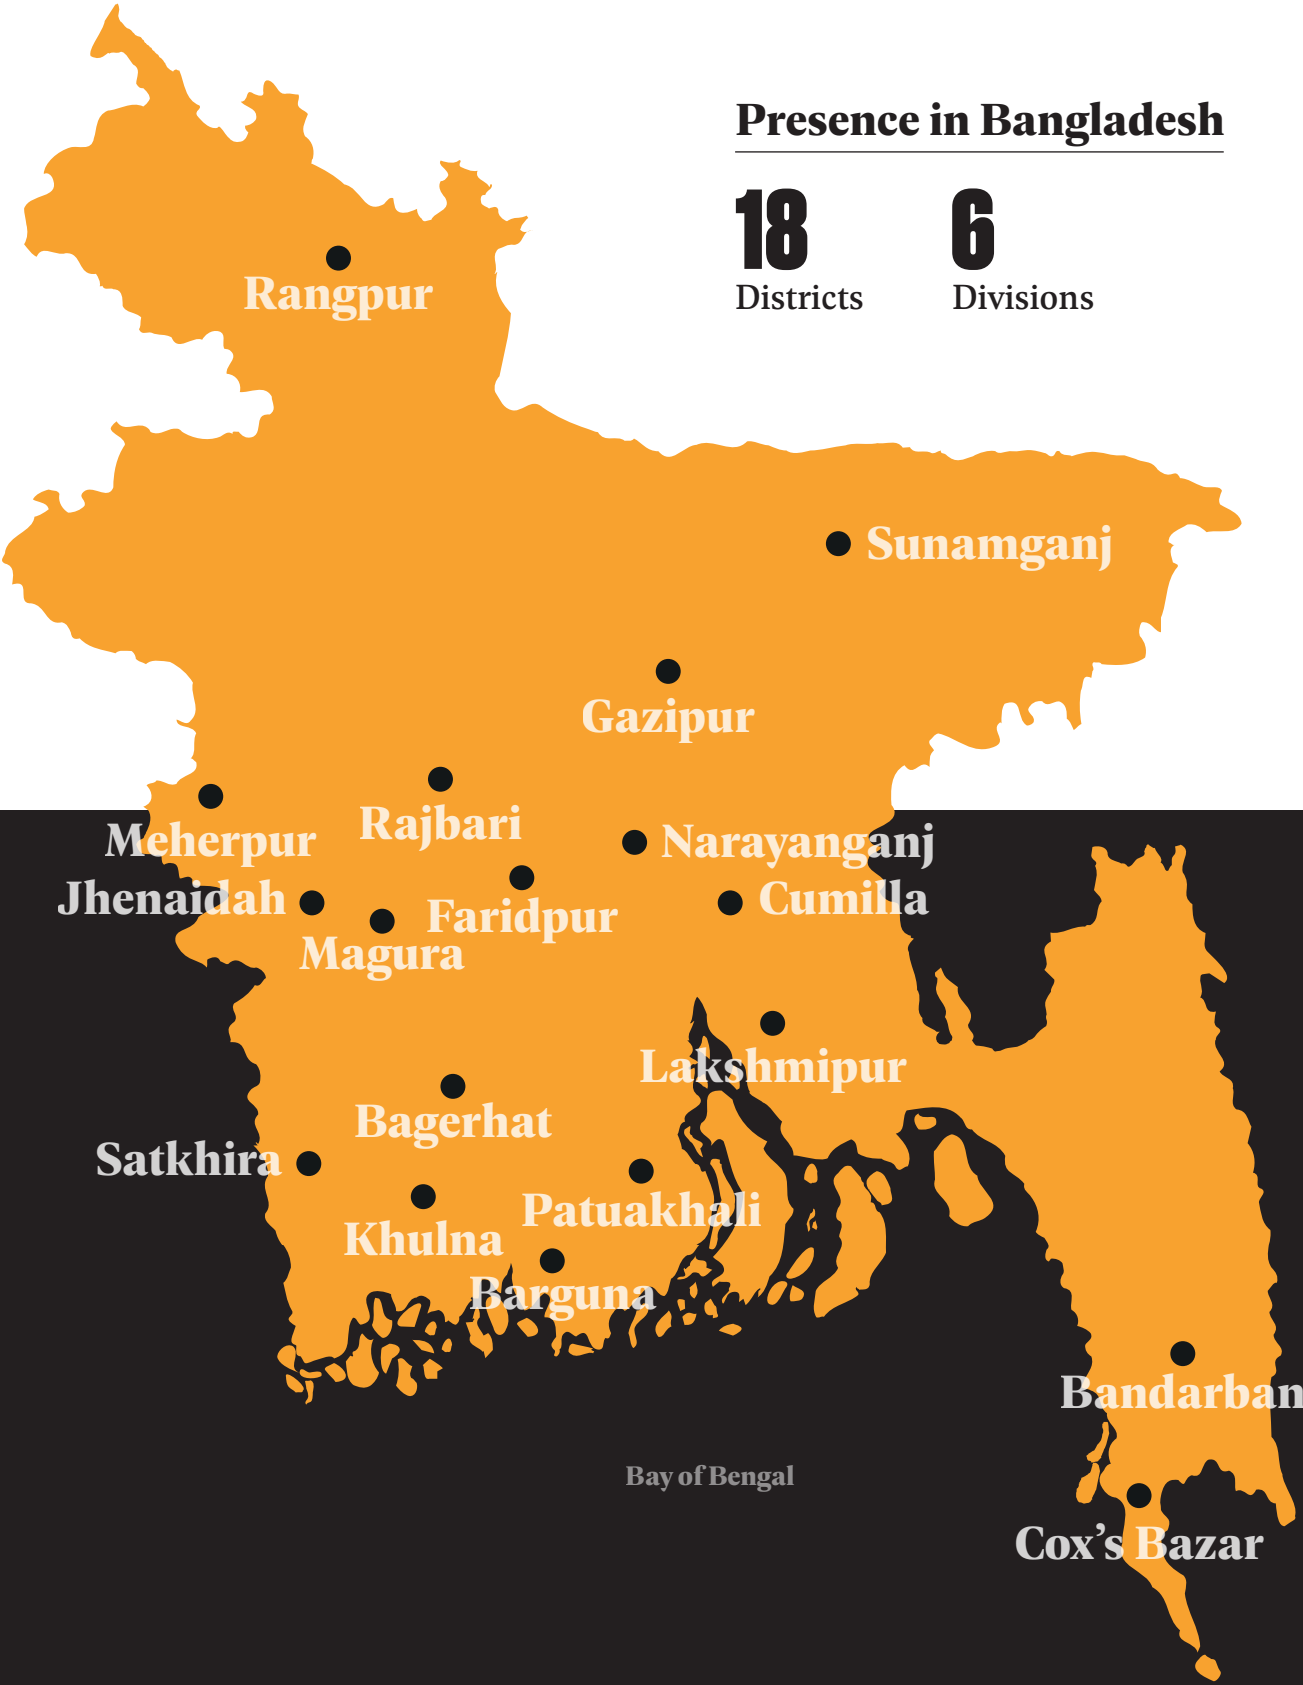 Presence in Bangladesh
18
Districts
6
Divisions
Rangpur
Sunamganj
Gazipur
Rajbari
Meherpur
Narayanganj
Jhenaidah
Cumilla
Faridpur
Magura
Lakshmipur
Bagerhat
Satkhira
Patuakhali
Khulna
Barguna
Bandarban
Bay of Bengal
Cox’s Bazar